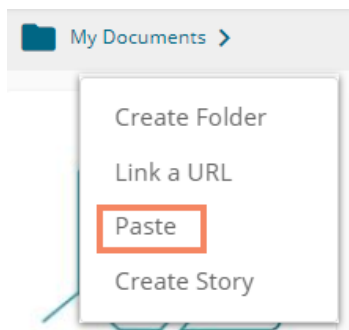 My Documents
Create Folder
Link a URL
Paste
Create Story